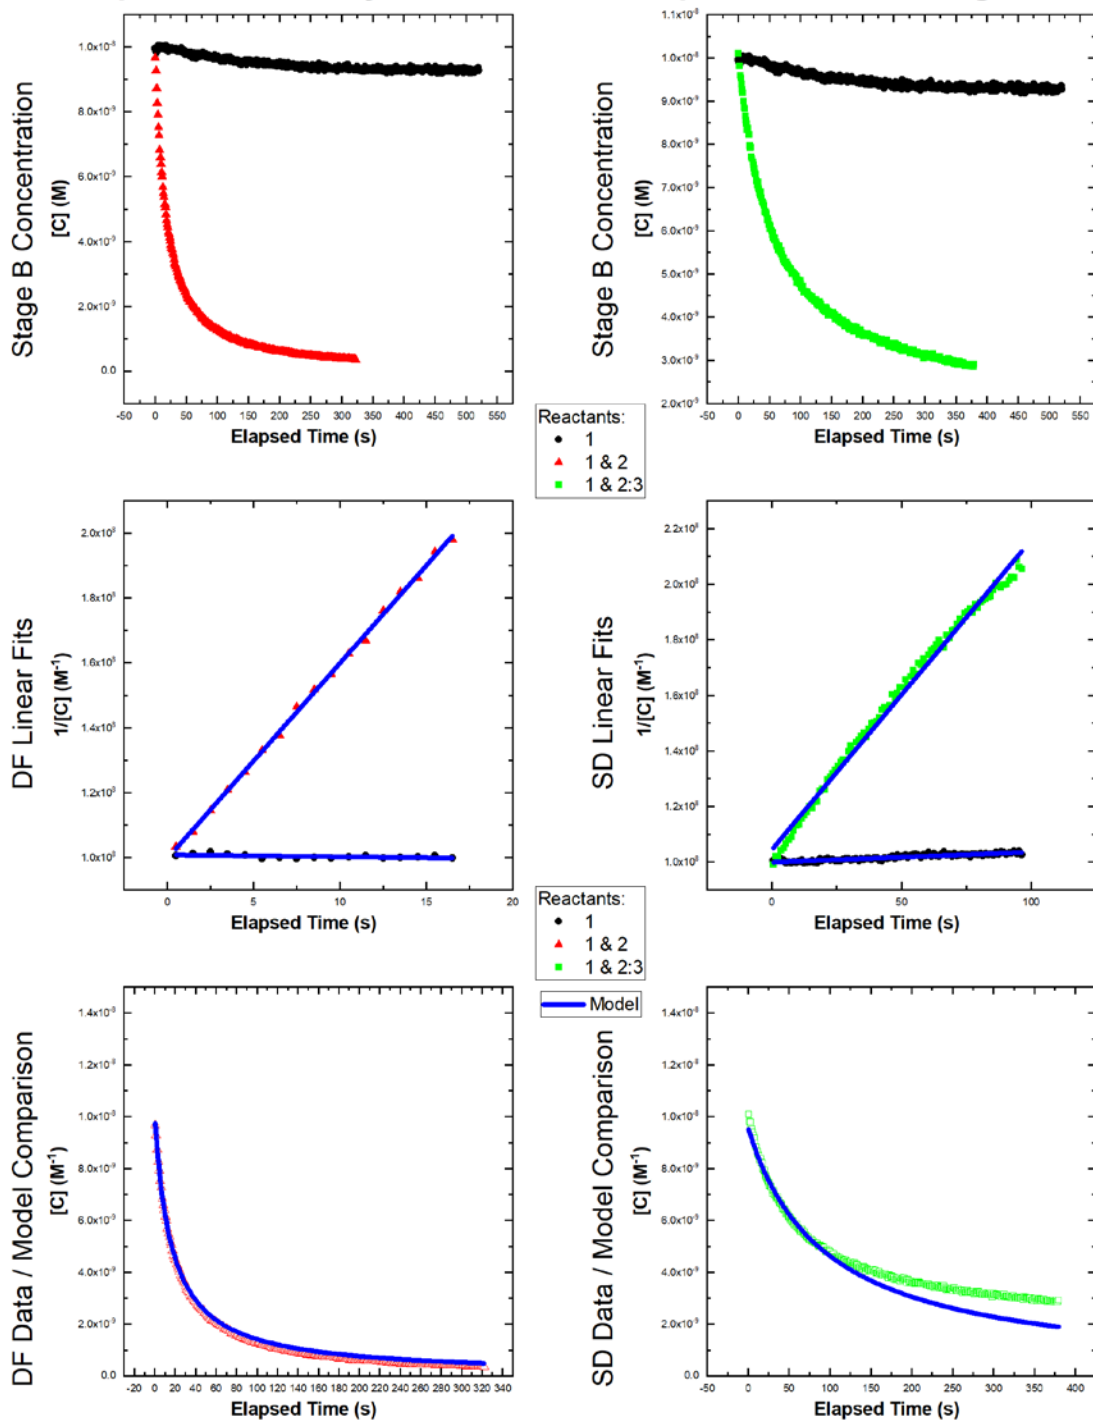 Stage B Concentration
[C] (M)
1.0x10⁻⁸
8.0x10⁻⁹
6.0x10⁻⁹
4.0x10⁻⁹
2.0x10⁻⁹
0.0
-50 0 50 100 150 200 250 300 350 400 450 500 550
Elapsed Time (s)
Stage B Concentration
[C] (M)
1.1x10⁻⁸
1.0x10⁻⁸
9.0x10⁻⁹
8.0x10⁻⁹
7.0x10⁻⁹
6.0x10⁻⁹
5.0x10⁻⁹
4.0x10⁻⁹
3.0x10⁻⁹
2.0x10⁻⁹
-50 0 50 100 150 200 250 300 350 400 450 500 550
Elapsed Time (s)
Reactants:
1
1 & 2
1 & 2:3
DF Linear Fits
1/[C] (M⁻¹)
2.0x10⁸
1.8x10⁸
1.6x10⁸
1.4x10⁸
1.2x10⁸
1.0x10⁸
0 5 10 15 20
Elapsed Time (s)
SD Linear Fits
1/[C] (M⁻¹)
2.2x10⁸
2.0x10⁸
1.8x10⁸
1.6x10⁸
1.4x10⁸
1.2x10⁸
1.0x10⁸
0 50 100
Elapsed Time (s)
Reactants:
1
1 & 2
1 & 2:3
Model
DF Data / Model Comparison
[C] (M⁻¹)
1.4x10⁻⁸
1.2x10⁻⁸
1.0x10⁻⁸
8.0x10⁻⁹
6.0x10⁻⁹
4.0x10⁻⁹
2.0x10⁻⁹
0.0
-20 0 20 40 60 80 100 120 140 160 180 200 220 240 260 280 300 320 340
Elapsed Time (s)
SD Data / Model Comparison
[C] (M⁻¹)
1.4x10⁻⁸
1.2x10⁻⁸
1.0x10⁻⁸
8.0x10⁻⁹
6.0x10⁻⁹
4.0x10⁻⁹
2.0x10⁻⁹
0.0
-50 0 50 100 150 200 250 300 350 400
Elapsed Time (s)